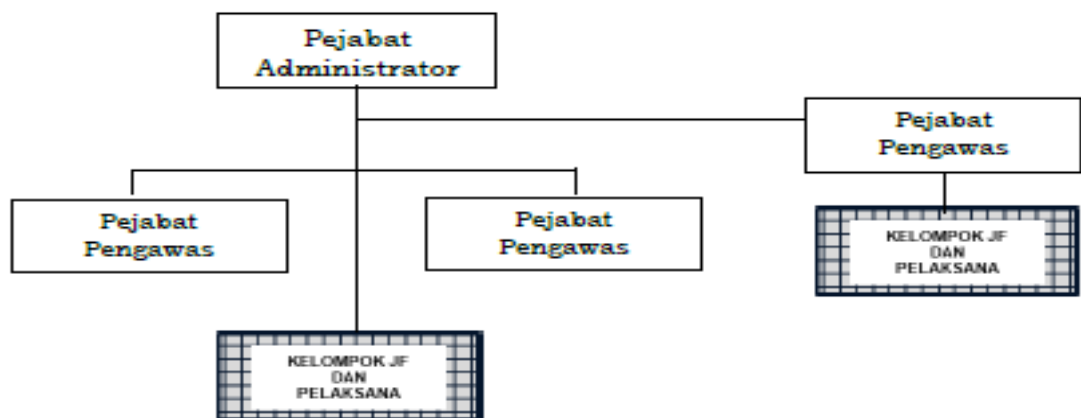 Pejabat
Administrator
Pejabat
Pengawas
Pejabat
Pengawas
Pejabat
Pengawas
KELOMPOK JF
DAN
PELAKSANA
KELOMPOK JF
DAN
PELAKSANA